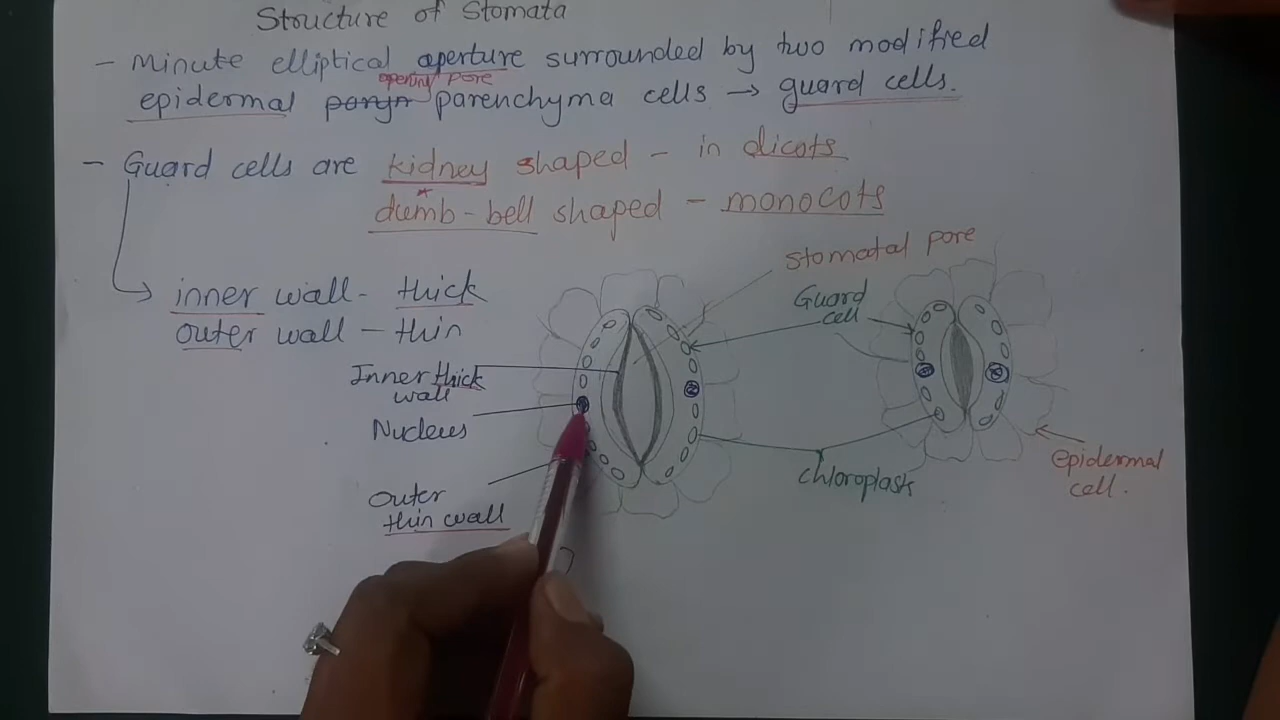 Structure of Stomata
- Minute elliptical aperture surrounded by two modified
opening pore
epidermal parenchyma cells → guard cells.
- Guard cells are kidney shaped - in dicots
dumb-bell shaped - monocots
inner wall - thick
outer wall - thin
stomatal pore
Guard
cell
Inner thick
wall
Nucleus
Outer
thin wall
chloroplast
epidermal
cell.